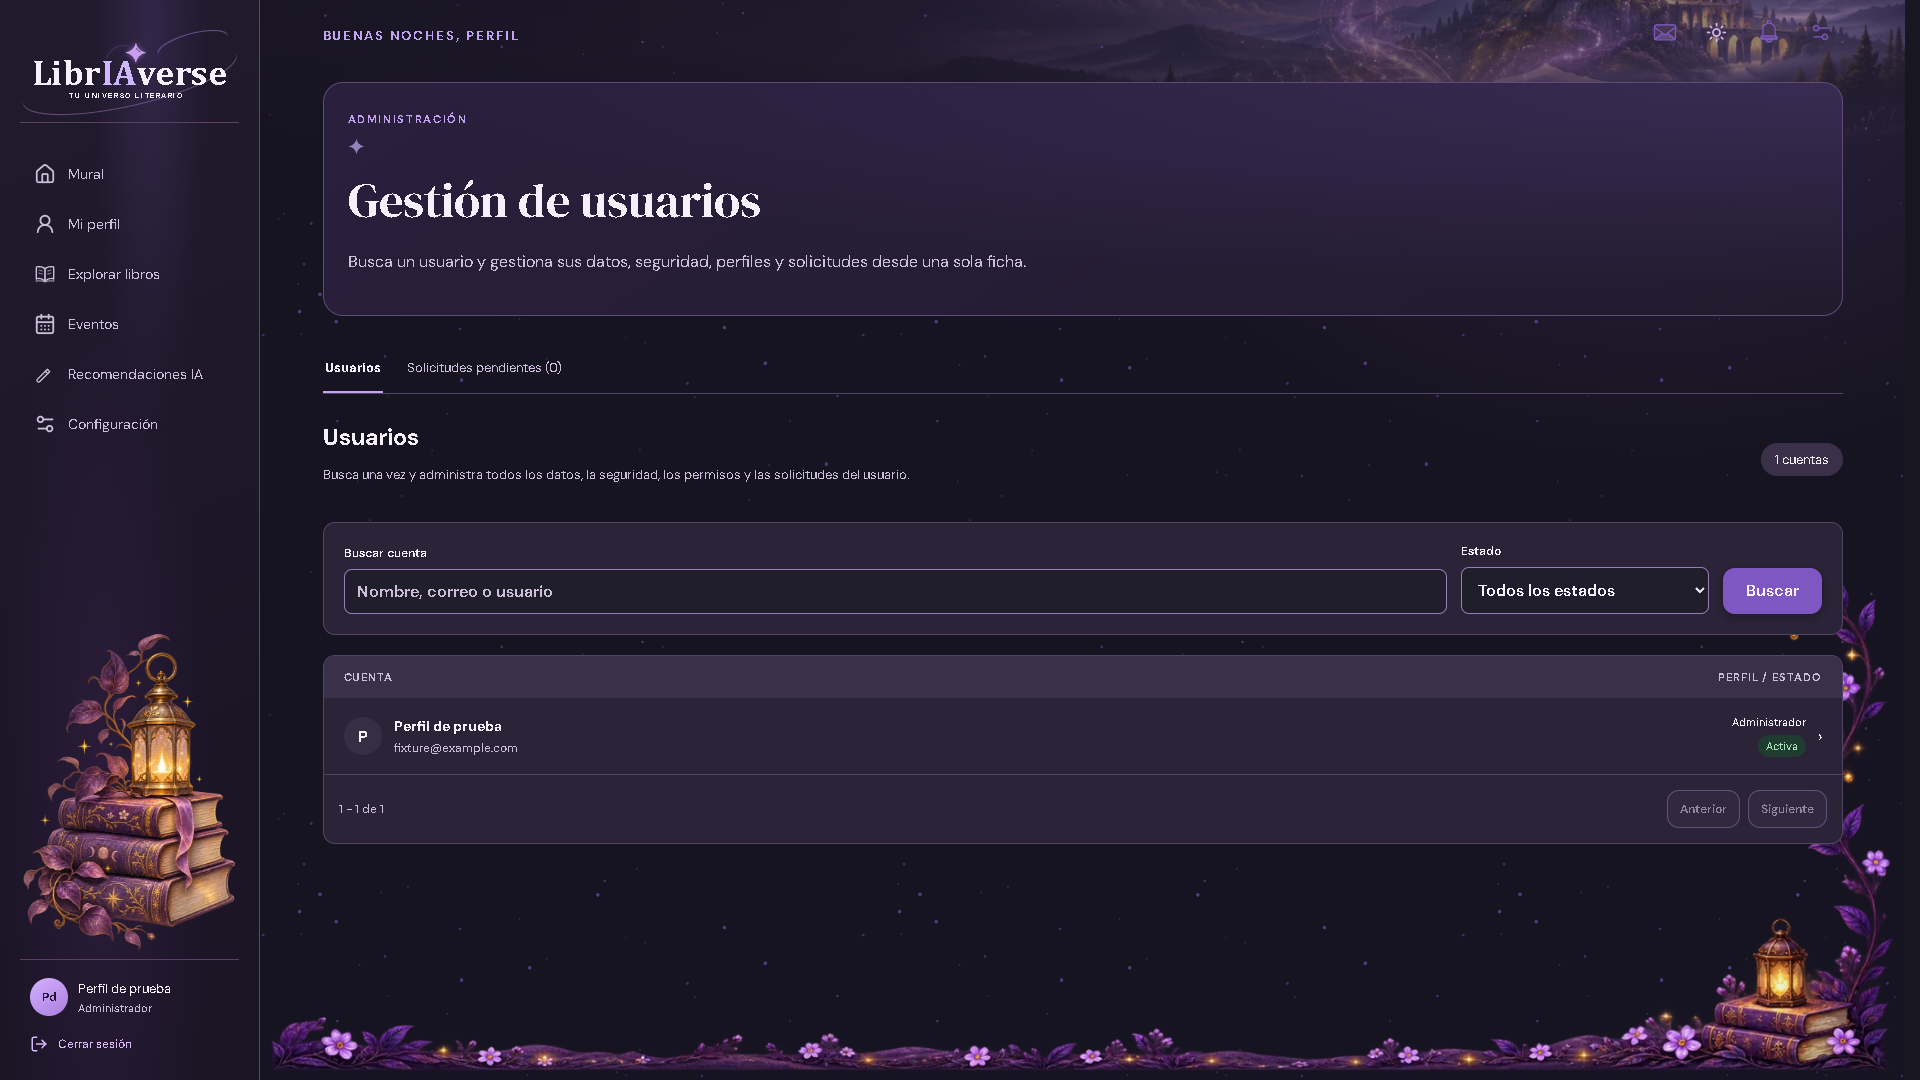 LibrIAverse
TU UNIVERSO LITERARIO
Mural
Mi perfil
Explorar libros
Eventos
Recomendaciones IA
Configuración
Perfil de prueba
Pd
Administrador
Cerrar sesión
BUENAS NOCHES, PERFIL
ADMINISTRACIÓN
Gestión de usuarios
Busca un usuario y gestiona sus datos, seguridad, perfiles y solicitudes desde una sola ficha.
Usuarios Solicitudes pendientes (0)
Usuarios
Busca una vez y administra todos los datos, la seguridad, los permisos y las solicitudes del usuario.
1 cuentas
Buscar cuenta
Nombre, correo o usuario
Estado
Todos los estados
Buscar
CUENTA PERFIL / ESTADO
P
Perfil de prueba
fixture@example.com
Administrador
Activa
1 - 1 de 1
Anterior Siguiente